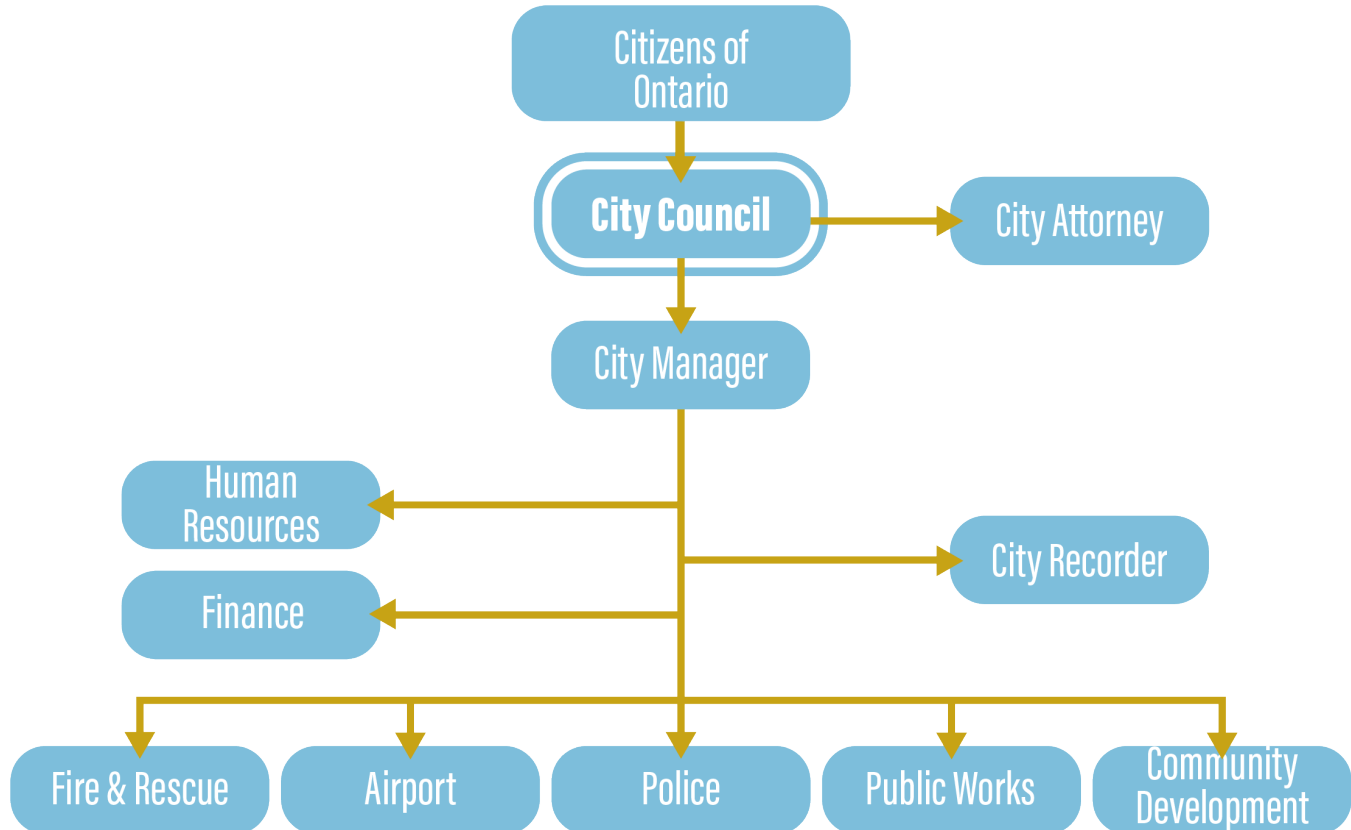 Citizens of
Ontario
City Council
City Attorney
City Manager
Human
Resources
City Recorder
Finance
Fire & Rescue
Airport
Police
Public Works
Community
Development